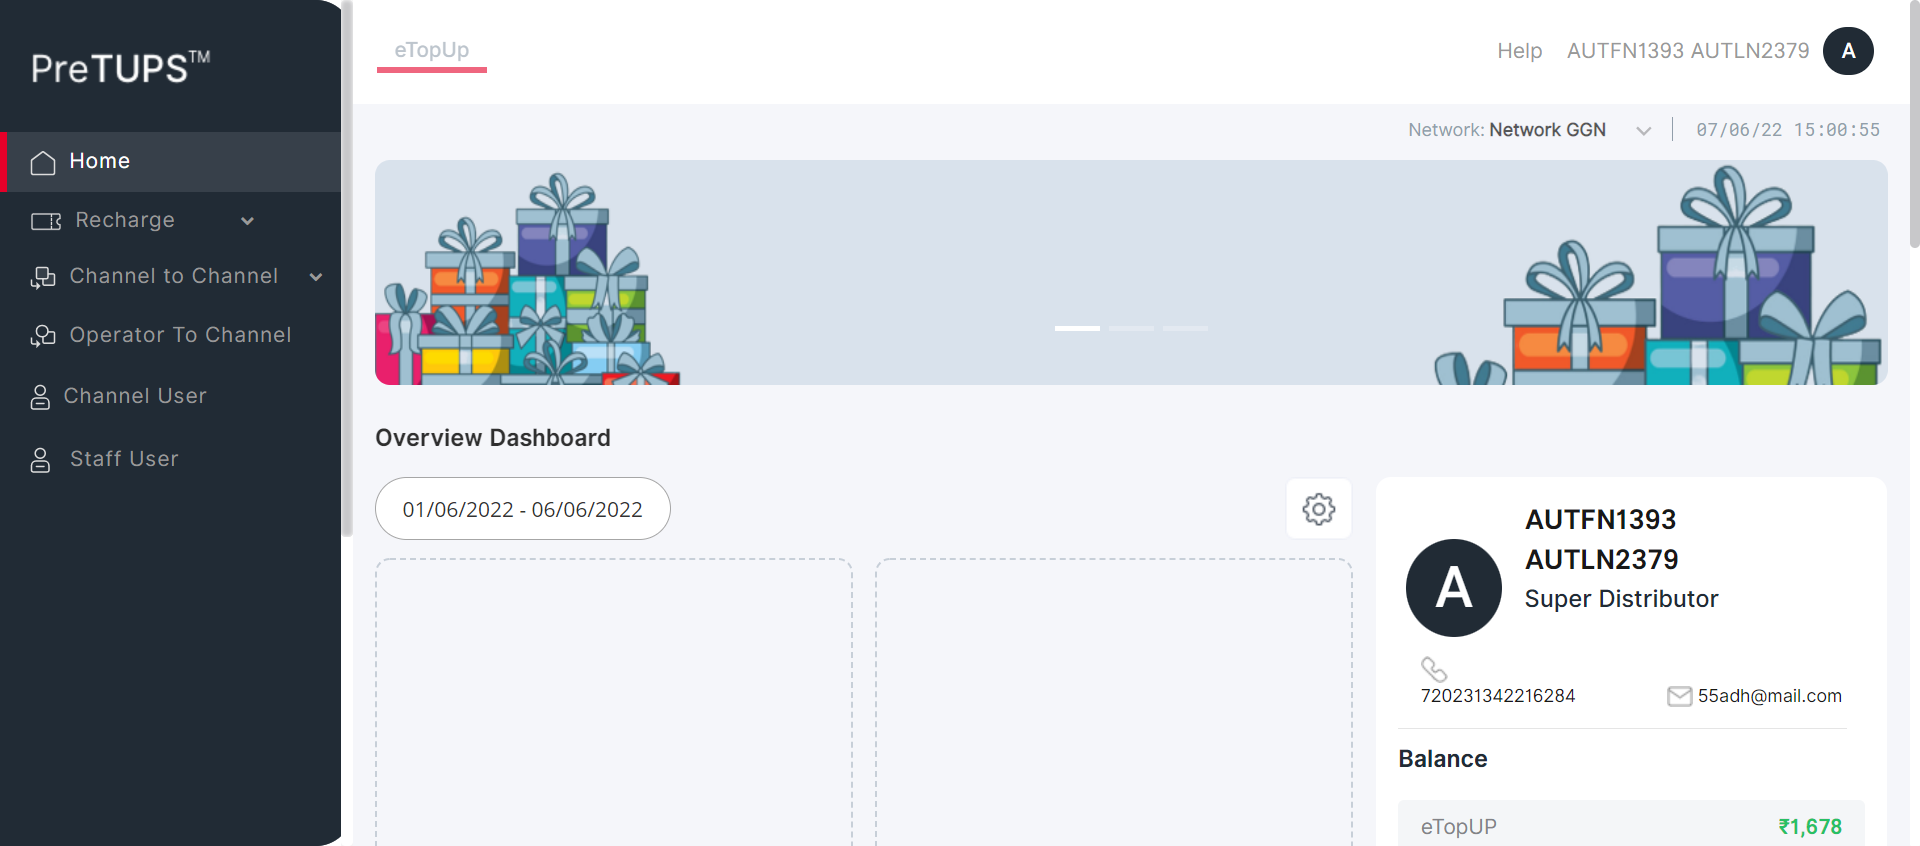 PreTUPS™
Home
Recharge
Channel to Channel
Operator To Channel
Channel User
Staff User
eTopUp
Help AUTFN1393 AUTLN2379 A
Network: Network GGN 07/06/22 15:00:55
Overview Dashboard
01/06/2022 - 06/06/2022
A
AUTFN1393
AUTLN2379
Super Distributor
720231342216284 55adh@mail.com
Balance
eTopUP ₹1,678